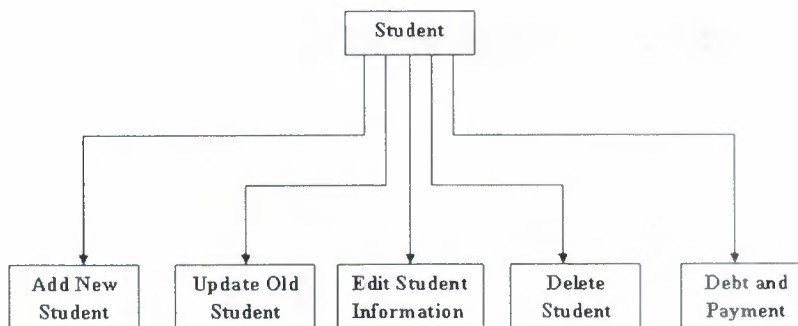 Student
Add New
Student
Update Old
Student
Edit Student
Information
Delete
Student
Debt and
Payment